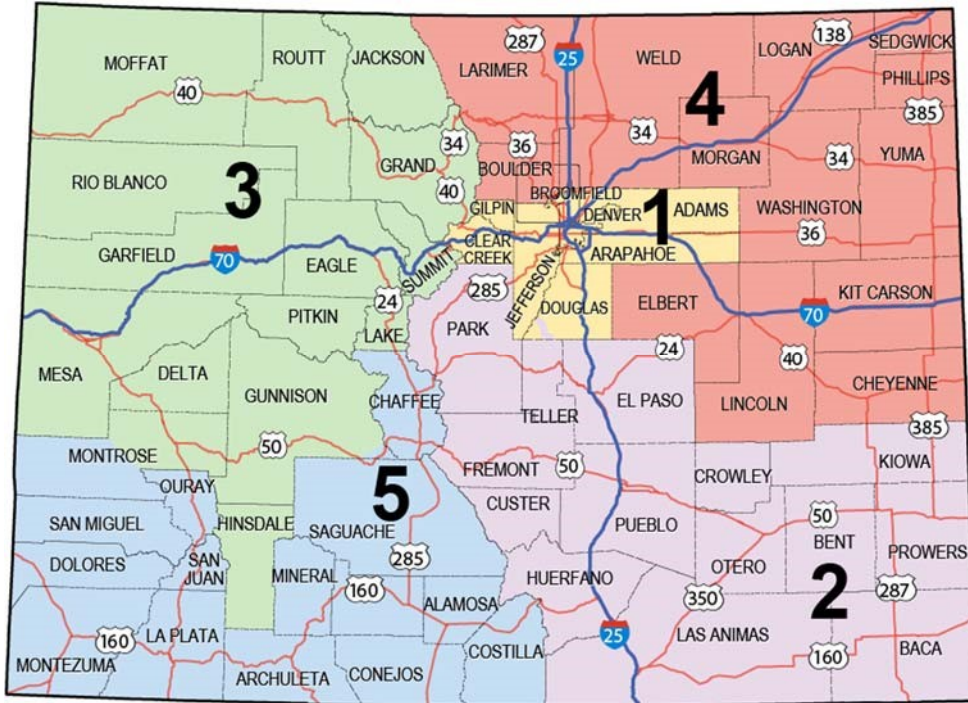 287
25
138
MOFFAT
ROUTT
JACKSON
LARIMER
WELD
LOGAN
SEDGWICK
PHILLIPS
40
4
385
34
36
34
MORGAN
34
YUMA
RIO BLANCO
3
GRAND
40
BOULDER
BROOMFIELD
GILPIN
DENVER
1
ADAMS
WASHINGTON
36
GARFIELD
70
EAGLE
SUMMIT
CLEAR
CREEK
JEFFERSON
ARAPAHOE
285
24
PITKIN
LAKE
PARK
DOUGLAS
ELBERT
KIT CARSON
70
24
40
MESA
DELTA
GUNNISON
CHAFFEE
TELLER
EL PASO
LINCOLN
CHEYENNE
385
50
MONTROSE
OURAY
5
FREMONT
50
CROWLEY
KIOWA
CUSTER
SAN MIGUEL
HINSDALE
SAGUACHE
PUEBLO
50
BENT
DOLORES
SAN
JUAN
MINERAL
285
160
OTERO
PROWERS
HUERFANO
2
287
350
ALAMOSA
160
LA PLATA
25
LAS ANIMAS
MONTEZUMA
ARCHULETA
CONEJOS
COSTILLA
160
BACA